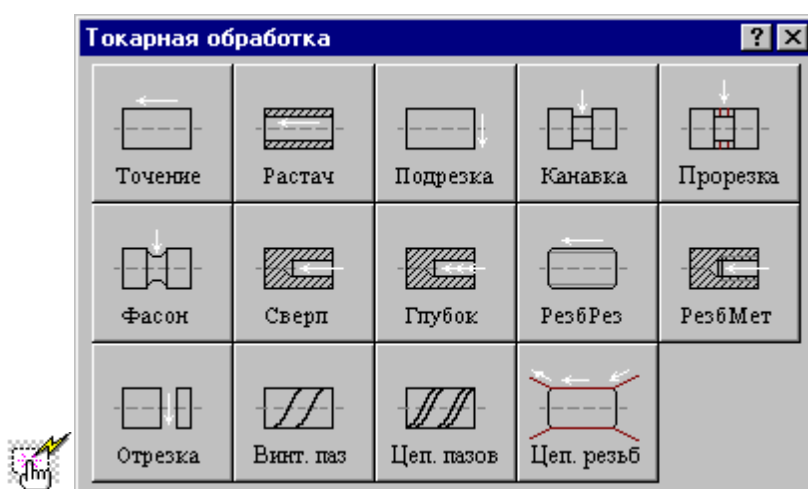 Токарная обработка
Точение Растач Подрезка Канавка Прорезка
Фасон Сверл Глубок РезбРез РезбМет
Отрезка Винт. паз Цеп. пазов Цеп. резьб